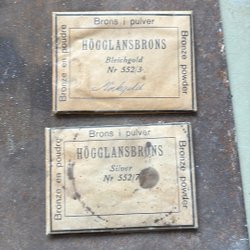 Brons i pulver
Bronze en poudre
HÖGGLANSBRONS
Bleichgold
Nr 552/3
Bronze powder
Brons i pulver
Bronze en poudre
HÖGGLANSBRONS
Silver
Nr 552/7
Bronze powder